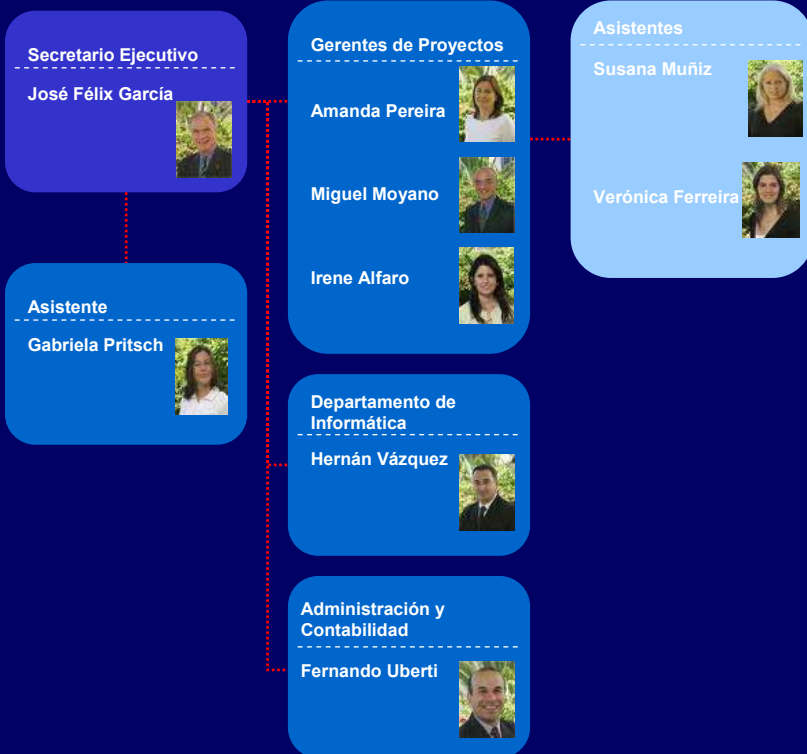 Secretario Ejecutivo
José Félix García
Asistente
Gabriela Pritsch
Gerentes de Proyectos
Amanda Pereira
Miguel Moyano
Irene Alfaro
Departamento de
Informática
Hernán Vázquez
Administración y
Contabilidad
Fernando Uberti
Asistentes
Susana Muñiz
Verónica Ferreira